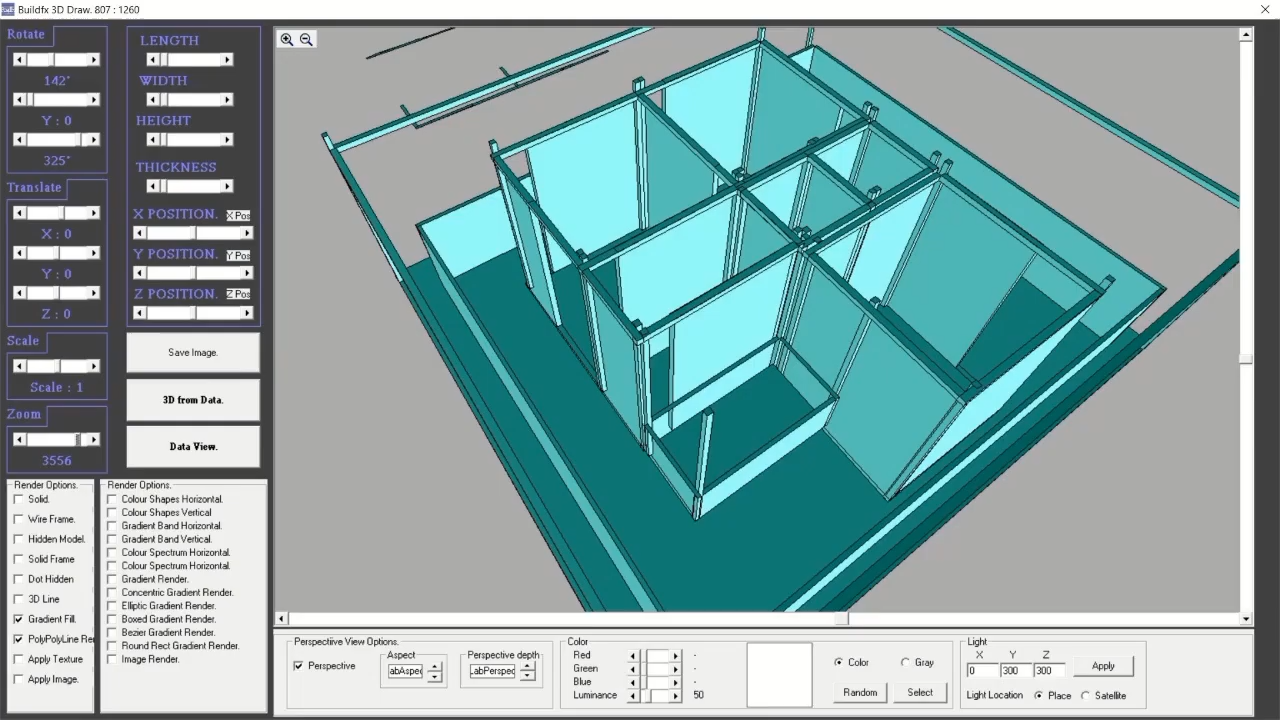 Buildfx 3D Draw. 807 : 1260
Rotate
142°
Y : 0
325°
Translate
X : 0
Y : 0
Z : 0
Scale
Scale : 1
Zoom
3556
LENGTH
WIDTH
HEIGHT
THICKNESS
X POSITION. X Pos
Y POSITION. Y Pos
Z POSITION. Z Pos
Save Image.
3D from Data.
Data View.
Render Options.
Solid.
Wire Frame.
Hidden Model.
Solid Frame
Dot Hidden
3D Line
Gradient Fill.
PolyPolyLine Re
Apply Texture
Apply Image.
Render Options.
Colour Shapes Horizontal.
Colour Shapes Vertical
Gradient Band Horizontal.
Gradient Band Vertical.
Colour Spectrum Horizontal.
Colour Spectrum Horizontal.
Gradient Render.
Concentric Gradient Render.
Elliptic Gradient Render.
Boxed Gradient Render.
Bezier Gradient Render.
Round Rect Gradient Render.
Image Render.
Perspective View Options.
Perspective
Aspect
abAspe
Perspective depth
abPerspec
Color
Red -
Green -
Blue -
Luminance 50
Color Gray
Random Select
Light
X Y Z
0 300 300 Apply
Light Location Place Satellite